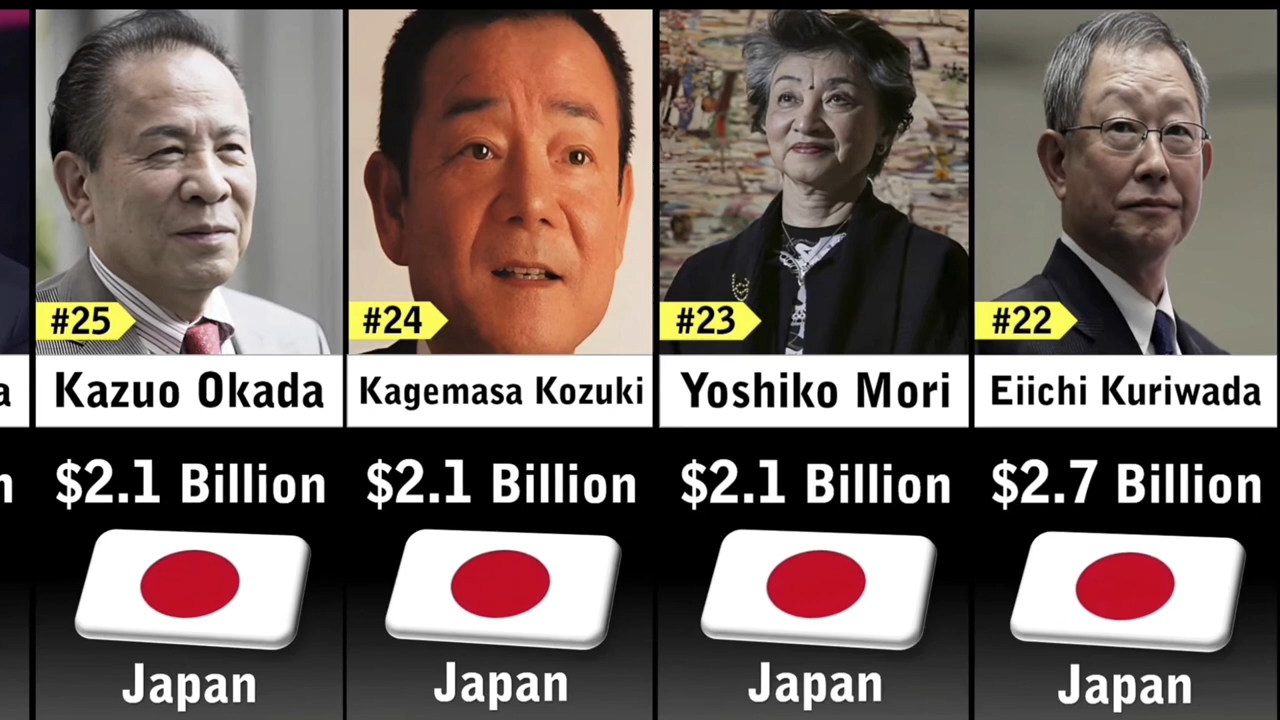 #25
#24
#23
#22
a
Kazuo Okada
Kagemasa Kozuki
Yoshiko Mori
Eiichi Kuriwada
n
$2.1 Billion
$2.1 Billion
$2.1 Billion
$2.7 Billion
Japan
Japan
Japan
Japan